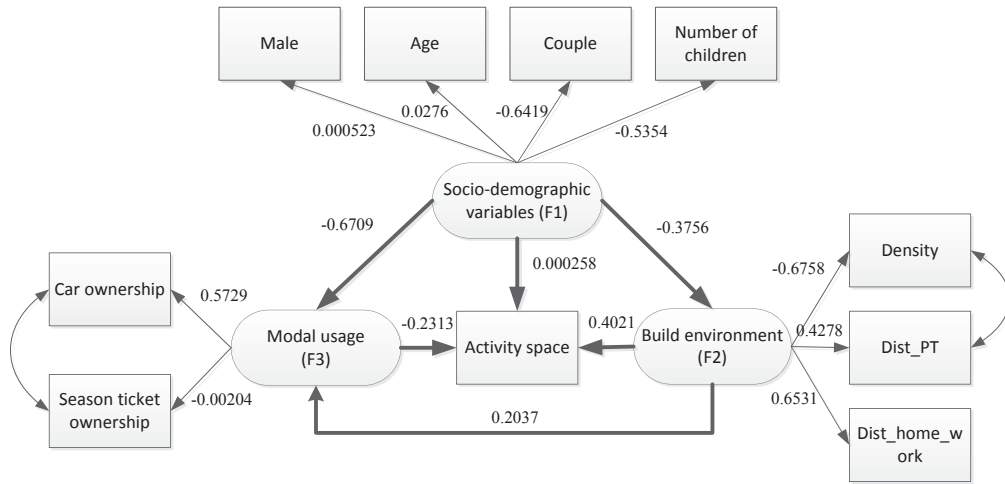 Male
Age
Couple
Number of
children
0.000523
0.0276
-0.6419
-0.5354
Socio-demographic
variables (F1)
-0.6709
-0.3756
0.000258
Density
-0.6758
Car ownership
0.5729
Modal usage
(F3)
-0.2313
Activity space
0.4021
Build environment
(F2)
0.4278
Dist_PT
Season ticket
ownership
-0.00204
0.2037
0.6531
Dist_home_w
ork